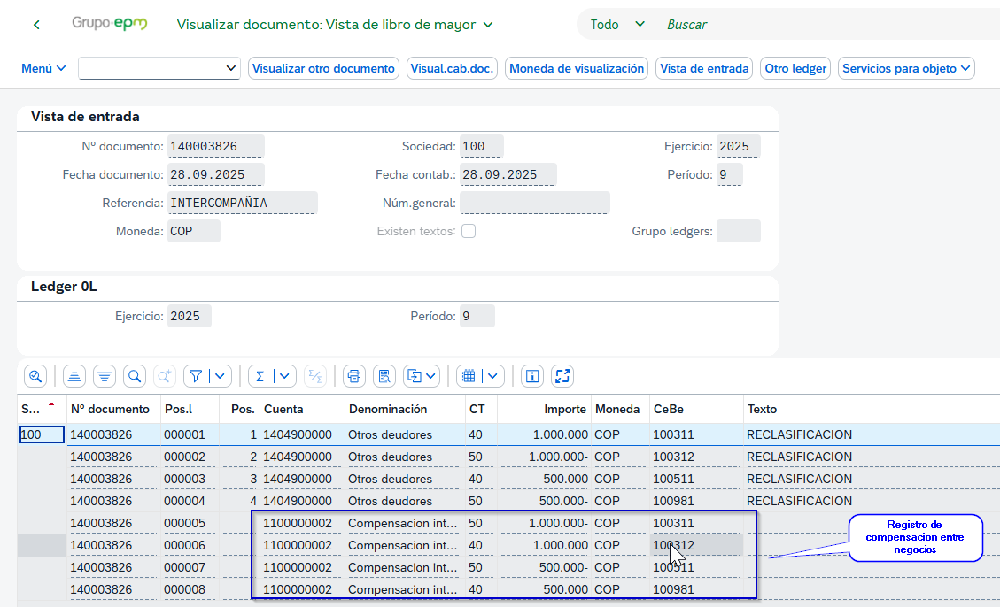 Grupo·epm Visualizar documento: Vista de libro de mayor Todo Buscar
Menú Visualizar otro documento Visual.cab.doc. Moneda de visualización Vista de entrada Otro ledger Servicios para objeto
Vista de entrada
Nº documento: 140003826 Sociedad: 100 Ejercicio: 2025
Fecha documento: 28.09.2025 Fecha contab.: 28.09.2025 Período: 9
Referencia: INTERCOMPAÑIA Núm.general:
Moneda: COP Existen textos: Grupo ledgers:
Ledger 0L
Ejercicio: 2025 Período: 9
S... Nº documento Pos.l Pos. Cuenta Denominación CT Importe Moneda CeBe Texto
100 140003826 000001 1 1404900000 Otros deudores 40 1.000.000 COP 100311 RECLASIFICACION
140003826 000002 2 1404900000 Otros deudores 50 1.000.000- COP 100312 RECLASIFICACION
140003826 000003 3 1404900000 Otros deudores 40 500.000 COP 100511 RECLASIFICACION
140003826 000004 4 1404900000 Otros deudores 50 500.000- COP 100981 RECLASIFICACION
140003826 000005 1100000002 Compensacion int... 50 1.000.000- COP 100311
140003826 000006 1100000002 Compensacion int... 40 1.000.000 COP 100312
140003826 000007 1100000002 Compensacion int... 50 500.000- COP 100511
140003826 000008 1100000002 Compensacion int... 40 500.000 COP 100981
Registro de
compensacion entre
negocios